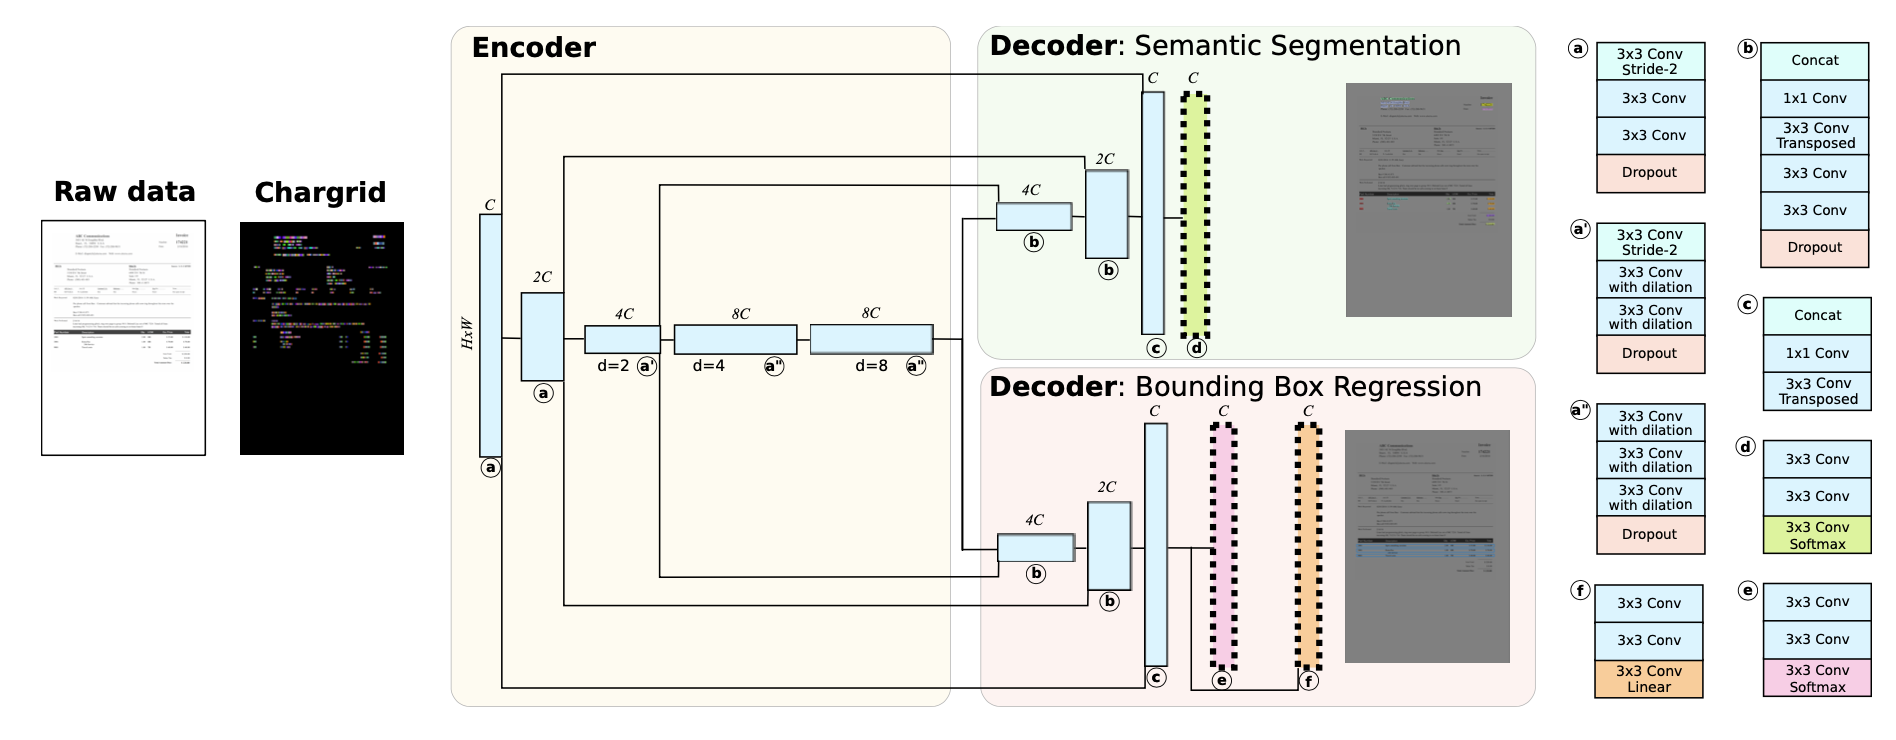 Raw data
Chargrid
Encoder
C
HxW
a
2C
a
4C
d=2 a'
8C
d=4 a"
8C
d=8 a"
Decoder: Semantic Segmentation
4C
b
2C
b
C
c
C
d
Decoder: Bounding Box Regression
4C
b
2C
b
C
c
C
e
C
f
a
3x3 Conv
Stride-2
3x3 Conv
3x3 Conv
Dropout
a'
3x3 Conv
Stride-2
3x3 Conv
with dilation
3x3 Conv
with dilation
Dropout
a"
3x3 Conv
with dilation
3x3 Conv
with dilation
3x3 Conv
with dilation
Dropout
f
3x3 Conv
3x3 Conv
3x3 Conv
Linear
b
Concat
1x1 Conv
3x3 Conv
Transposed
3x3 Conv
3x3 Conv
Dropout
c
Concat
1x1 Conv
3x3 Conv
Transposed
d
3x3 Conv
3x3 Conv
3x3 Conv
Softmax
e
3x3 Conv
3x3 Conv
3x3 Conv
Softmax